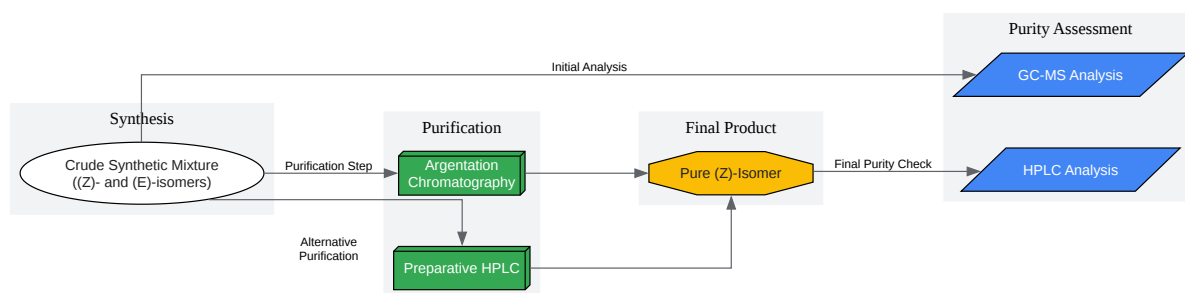 Purity Assessment
Initial Analysis
GC-MS Analysis
Synthesis
Purification
Final Product
Crude Synthetic Mixture
((Z)- and (E)-isomers)
Purification Step
Argentation
Chromatography
Pure (Z)-Isomer
Final Purity Check
HPLC Analysis
Alternative
Purification
Preparative HPLC